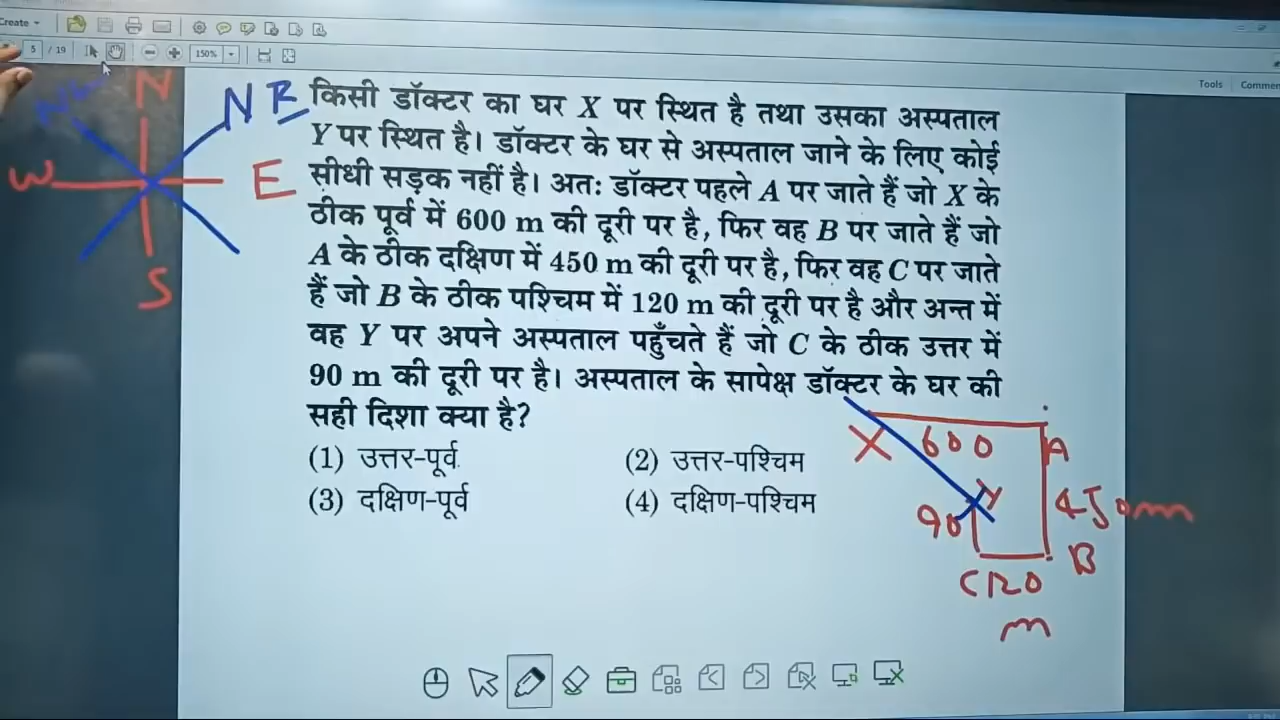 Create
5 / 19
150%
Tools
Commen
N
N R
W
E
S
किसी डॉक्टर का घर X पर स्थित है तथा उसका अस्पताल
Y पर स्थित है। डॉक्टर के घर से अस्पताल जाने के लिए कोई
सीधी सड़क नहीं है। अतः डॉक्टर पहले A पर जाते हैं जो X के
ठीक पूर्व में 600 m की दूरी पर है, फिर वह B पर जाते हैं जो
A के ठीक दक्षिण में 450 m की दूरी पर है, फिर वह C पर जाते
हैं जो B के ठीक पश्चिम में 120 m की दूरी पर है और अन्त में
वह Y पर अपने अस्पताल पहुँचते हैं जो C के ठीक उत्तर में
90 m की दूरी पर है। अस्पताल के सापेक्ष डॉक्टर के घर की
सही दिशा क्या है?
(1) उत्तर-पूर्व (2) उत्तर-पश्चिम
(3) दक्षिण-पूर्व (4) दक्षिण-पश्चिम
X 600 A
Y
90 450m
B
C 120
m